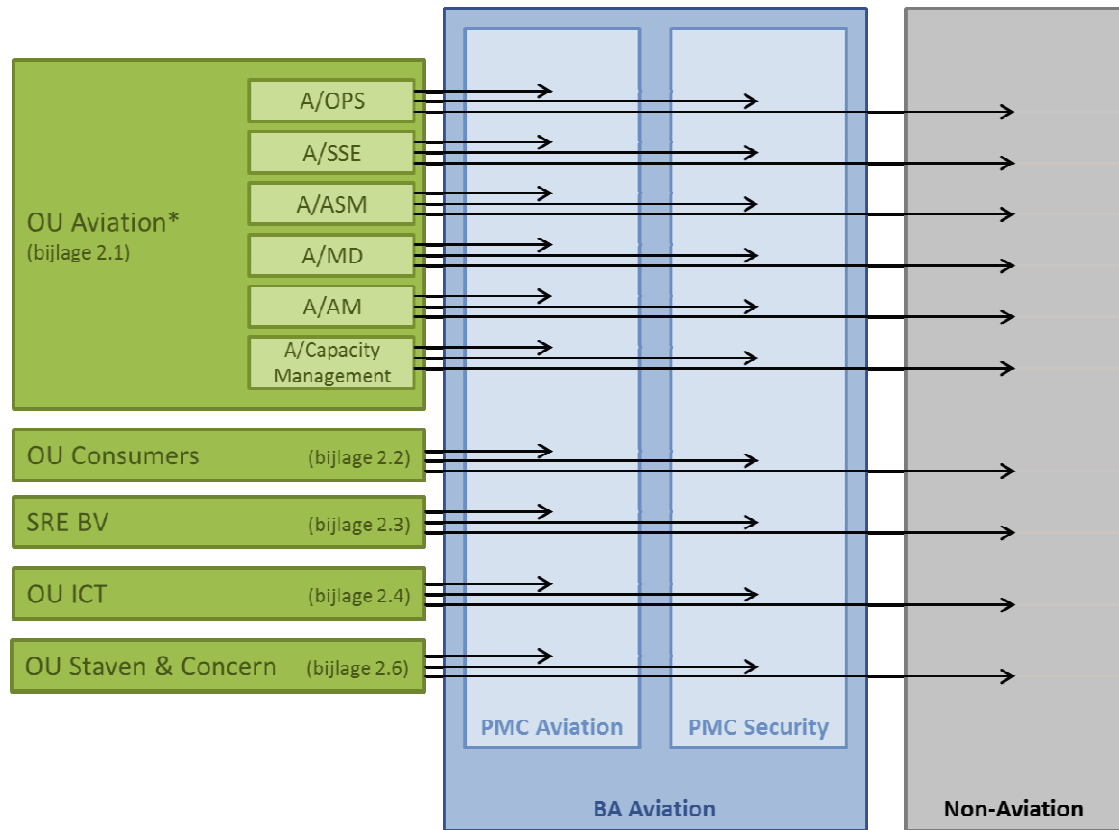 A/OPS
A/SSE
A/ASM
OU Aviation*
(bijlage 2.1)
A/MD
A/AM
A/Capacity
Management
OU Consumers (bijlage 2.2)
SRE BV (bijlage 2.3)
OU ICT (bijlage 2.4)
OU Staven & Concern (bijlage 2.6)
PMC Aviation PMC Security
BA Aviation
Non-Aviation